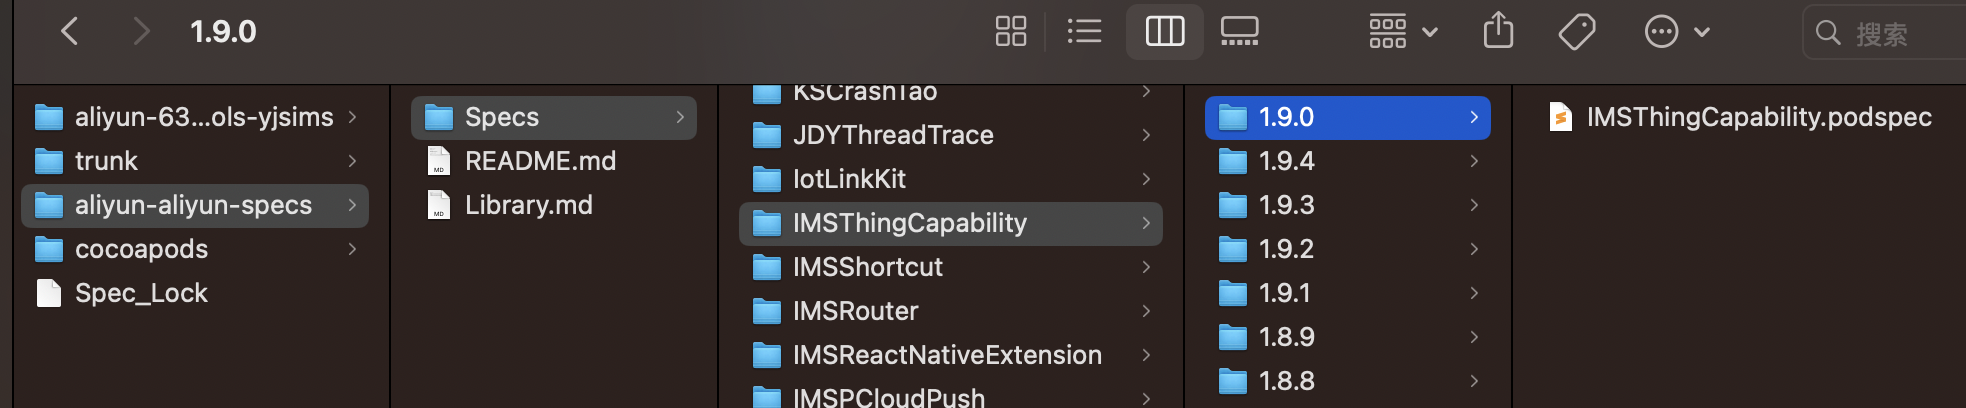 1.9.0
搜索
aliyun-63...ols-yjsims
trunk
aliyun-aliyun-specs
cocoapods
Spec_Lock
Specs
README.md
Library.md
KSCrashTao
JDYThreadTrace
IotLinkKit
IMSThingCapability
IMSShortcut
IMSRouter
IMSReactNativeExtension
IMSPCloudPush
1.9.0
1.9.4
1.9.3
1.9.2
1.9.1
1.8.9
1.8.8
IMSThingCapability.podspec